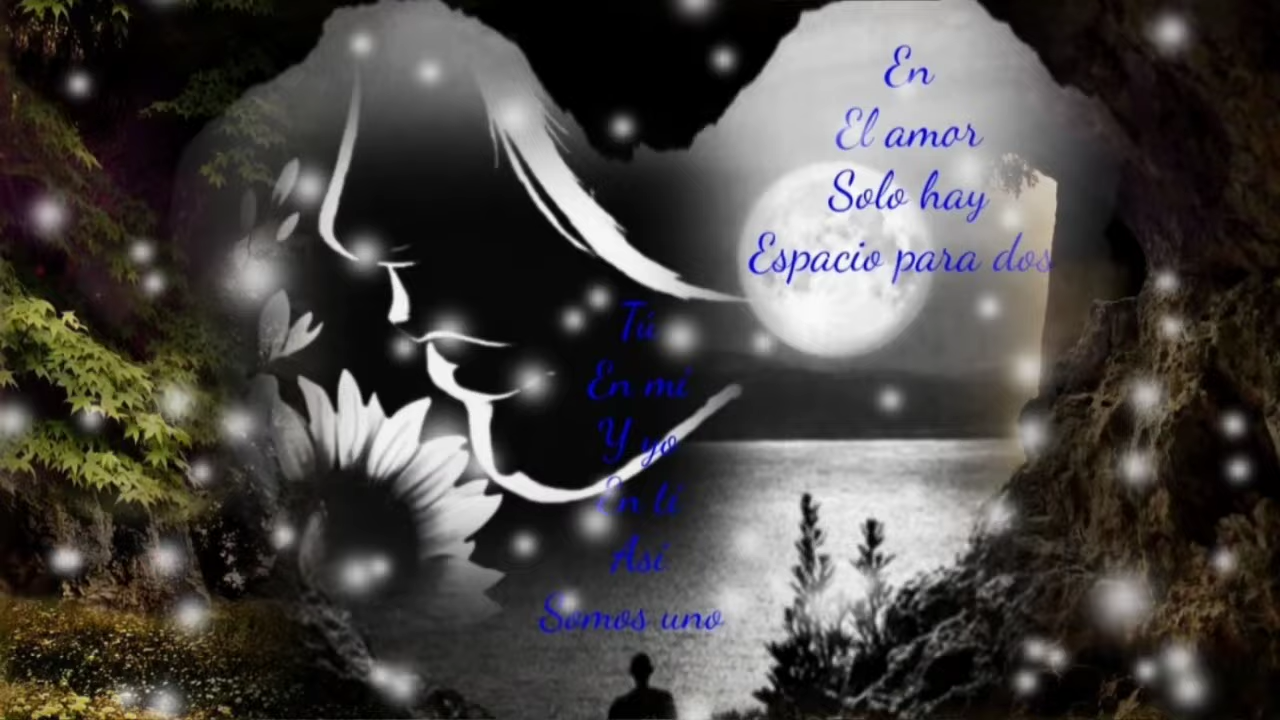 En
El amor
Solo hay
Espacio para dos
Tú
En mí
Y yo
En ti
Así
Somos uno